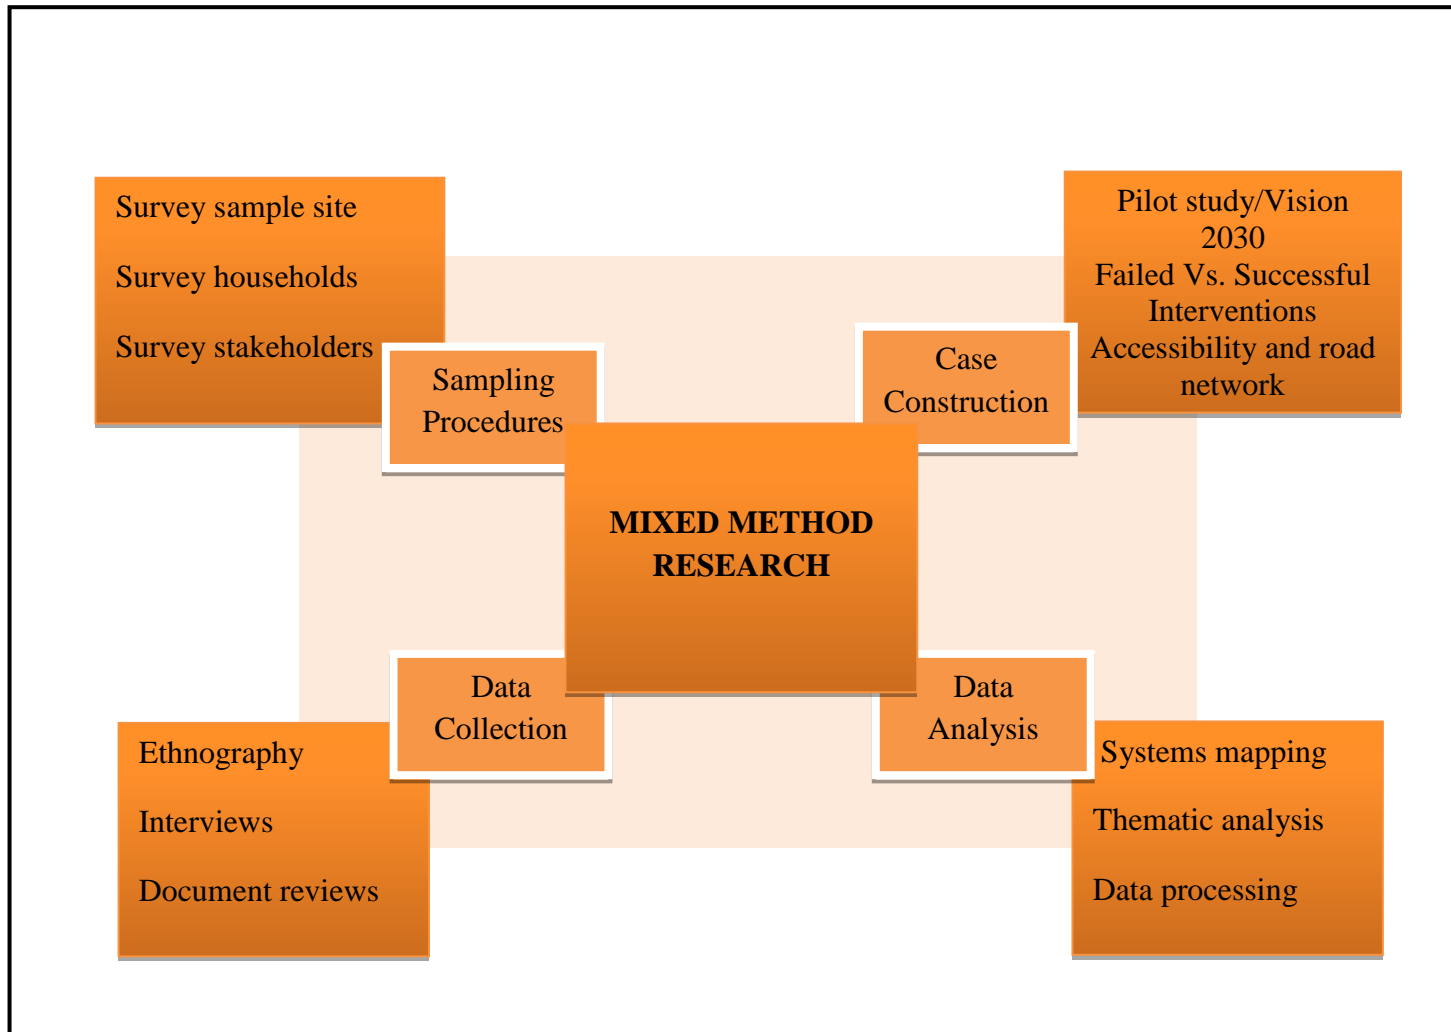 Survey sample site
Survey households
Survey stakeholders
Sampling
Procedures
Pilot study/Vision
2030
Failed Vs. Successful
Interventions
Accessibility and road
network
Case
Construction
MIXED METHOD
RESEARCH
Data
Collection
Ethnography
Interviews
Document reviews
Data
Analysis
Systems mapping
Thematic analysis
Data processing